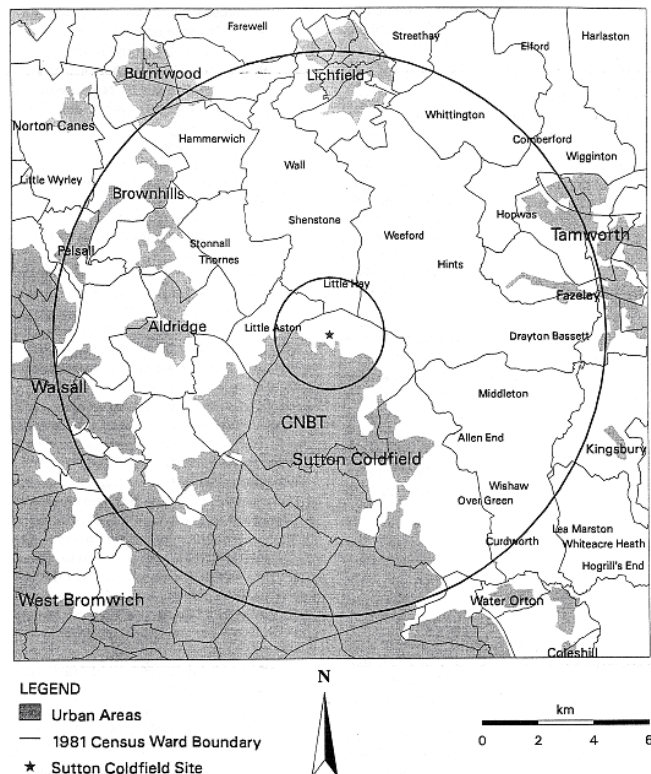 Farewell
Streethay
Elford
Harlaston
Burntwood
Lichfield
Whittington
Norton Canes
Hammerwich
Comberford
Wigginton
Wall
Little Wyrley
Brownhills
Shenstone
Hopwas
Tamworth
Pelsall
Stonnall
Thornes
Weeford
Hints
Little Hay
Fazeley
Aldridge
Little Aston
Drayton Bassett
Walsall
Middleton
CNBT
Allen End
Sutton Coldfield
Kingsbury
Wishaw
Over Green
Curdworth
Lea Marston
Whiteacre Heath
Hogrill's End
West Bromwich
Water Orton
Coleshill
LEGEND
Urban Areas
1981 Census Ward Boundary
Sutton Coldfield Site
N
km
0 2 4 6